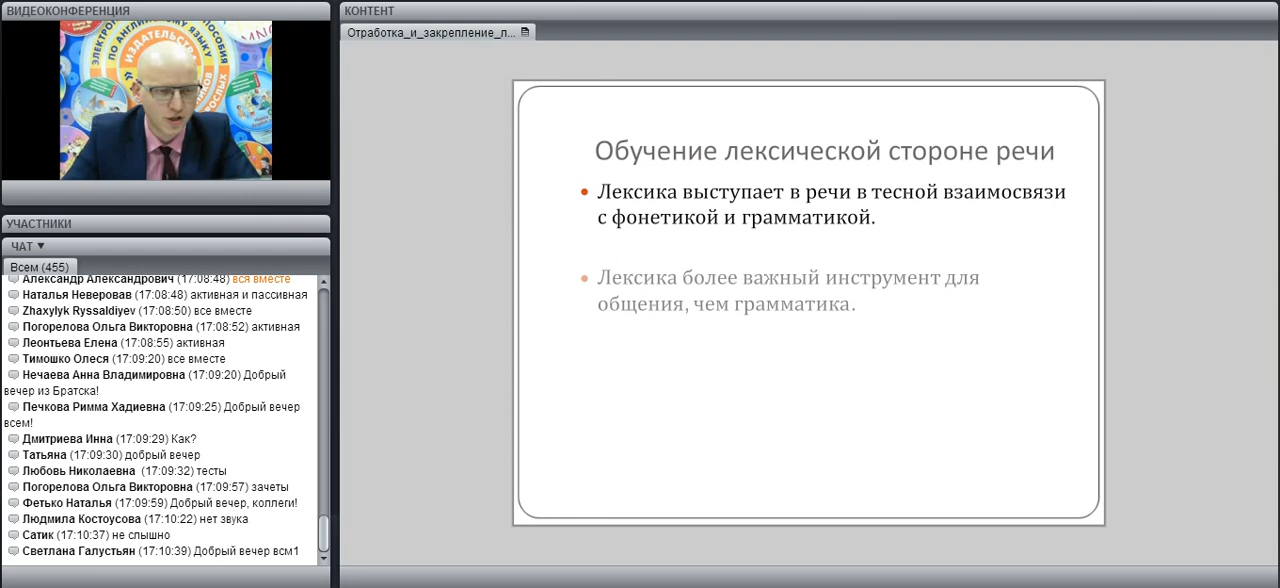 ВИДЕОКОНФЕРЕНЦИЯ
ЭЛЕКТРОН
ПО АНГЛИЙСКОМУ ЯЗЫКУ
ПОСОБИЯ
ИЗДАТЕЛЬСТВ
УЧАСТНИКИ
ЧАТ
Всем (455)
Александр Александрович (17:08:48) вся вместе
Наталья Неверовав (17:08:48) активная и пассивная
Zhaxylyk Ryssaldiyev (17:08:50) все вместе
Погорелова Ольга Викторовна (17:08:52) активная
Леонтьева Елена (17:08:55) активная
Тимошко Олеся (17:09:20) все вместе
Нечаева Анна Владимировна (17:09:20) Добрый
вечер из Братска!
Печкова Римма Хадиевна (17:09:25) Добрый вечер
всем!
Дмитриева Инна (17:09:29) Как?
Татьяна (17:09:30) добрый вечер
Любовь Николаевна (17:09:32) тесты
Погорелова Ольга Викторовна (17:09:57) зачеты
Фетько Наталья (17:09:59) Добрый вечер, коллеги!
Людмила Костоусова (17:10:22) нет звука
Сатик (17:10:37) не слышно
Светлана Галустьян (17:10:39) Добрый вечер всм1
КОНТЕНТ
Отработка_и_закрепление_л...
Обучение лексической стороне речи
• Лексика выступает в речи в тесной взаимосвязи
с фонетикой и грамматикой.
• Лексика более важный инструмент для
общения, чем грамматика.